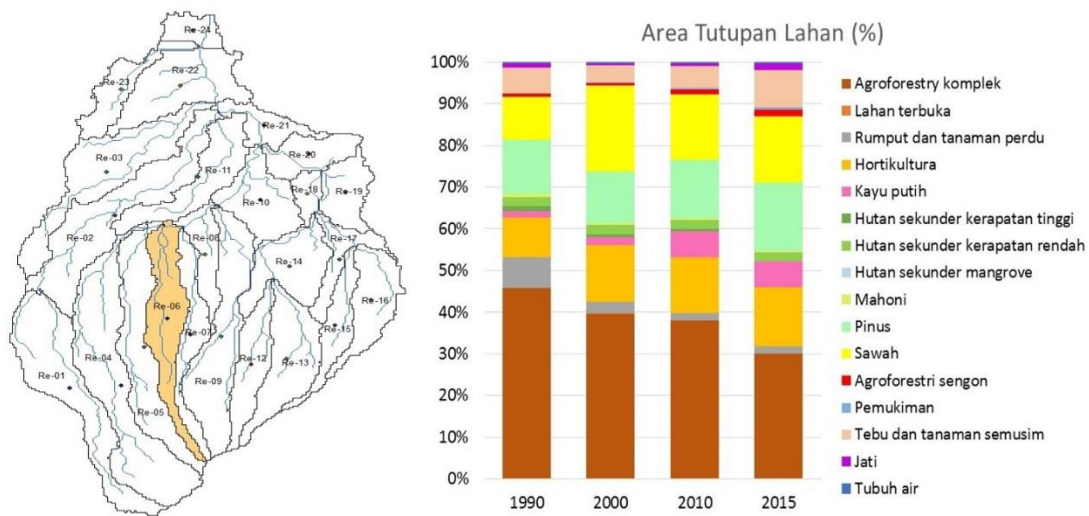 Re-24
Re-23
Re-22
Re-21
Re-20
Re-03
Re-11
Re-18
Re-19
Re-10
Re-02
Re-08
Re-17
Re-14
Re-06
Re-16
Re-07
Re-15
Re-04
Re-12
Re-13
Re-01
Re-09
Re-05
Area Tutupan Lahan (%)
100%
90%
80%
70%
60%
50%
40%
30%
20%
10%
0%
1990
2000
2010
2015
Agroforestry komplek
Lahan terbuka
Rumput dan tanaman perdu
Hortikultura
Kayu putih
Hutan sekunder kerapatan tinggi
Hutan sekunder kerapatan rendah
Hutan sekunder mangrove
Mahoni
Pinus
Sawah
Agroforestri sengon
Pemukiman
Tebu dan tanaman semusim
Jati
Tubuh air